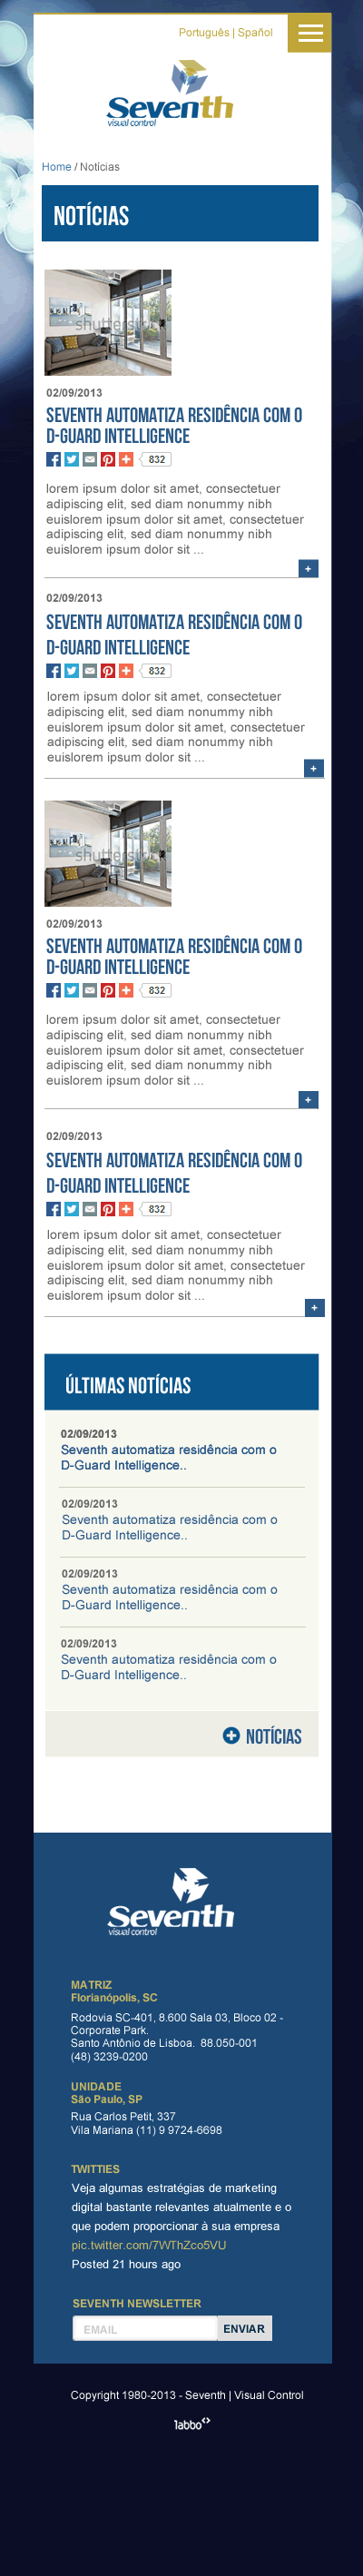 Português | Spañol
Seventh
visual control
Home / Notícias
NOTÍCIAS
shutterst
02/09/2013
SEVENTH AUTOMATIZA RESIDÊNCIA COM O
D-GUARD INTELLIGENCE
832
lorem ipsum dolor sit amet, consectetuer
adipiscing elit, sed diam nonummy nibh
euislorem ipsum dolor sit amet, consectetuer
adipiscing elit, sed diam nonummy nibh
euislorem ipsum dolor sit ...
+
02/09/2013
SEVENTH AUTOMATIZA RESIDÊNCIA COM O
D-GUARD INTELLIGENCE
832
lorem ipsum dolor sit amet, consectetuer
adipiscing elit, sed diam nonummy nibh
euislorem ipsum dolor sit amet, consectetuer
adipiscing elit, sed diam nonummy nibh
euislorem ipsum dolor sit ...
+
shutterst
02/09/2013
SEVENTH AUTOMATIZA RESIDÊNCIA COM O
D-GUARD INTELLIGENCE
832
lorem ipsum dolor sit amet, consectetuer
adipiscing elit, sed diam nonummy nibh
euislorem ipsum dolor sit amet, consectetuer
adipiscing elit, sed diam nonummy nibh
euislorem ipsum dolor sit ...
+
02/09/2013
SEVENTH AUTOMATIZA RESIDÊNCIA COM O
D-GUARD INTELLIGENCE
832
lorem ipsum dolor sit amet, consectetuer
adipiscing elit, sed diam nonummy nibh
euislorem ipsum dolor sit amet, consectetuer
adipiscing elit, sed diam nonummy nibh
euislorem ipsum dolor sit ...
+
ÚLTIMAS NOTÍCIAS
02/09/2013
Seventh automatiza residência com o
D-Guard Intelligence..
02/09/2013
Seventh automatiza residência com o
D-Guard Intelligence..
02/09/2013
Seventh automatiza residência com o
D-Guard Intelligence..
02/09/2013
Seventh automatiza residência com o
D-Guard Intelligence..
NOTÍCIAS
Seventh
visual control
MATRIZ
Florianópolis, SC
Rodovia SC-401, 8.600 Sala 03, Bloco 02 -
Corporate Park.
Santo Antônio de Lisboa. 88.050-001
(48) 3239-0200
UNIDADE
São Paulo, SP
Rua Carlos Petit, 337
Vila Mariana (11) 9 9724-6698
TWITTIES
Veja algumas estratégias de marketing
digital bastante relevantes atualmente e o
que podem proporcionar à sua empresa
pic.twitter.com/7WThZco5VU
Posted 21 hours ago
SEVENTH NEWSLETTER
EMAIL
ENVIAR
Copyright 1980-2013 - Seventh | Visual Control
labbo